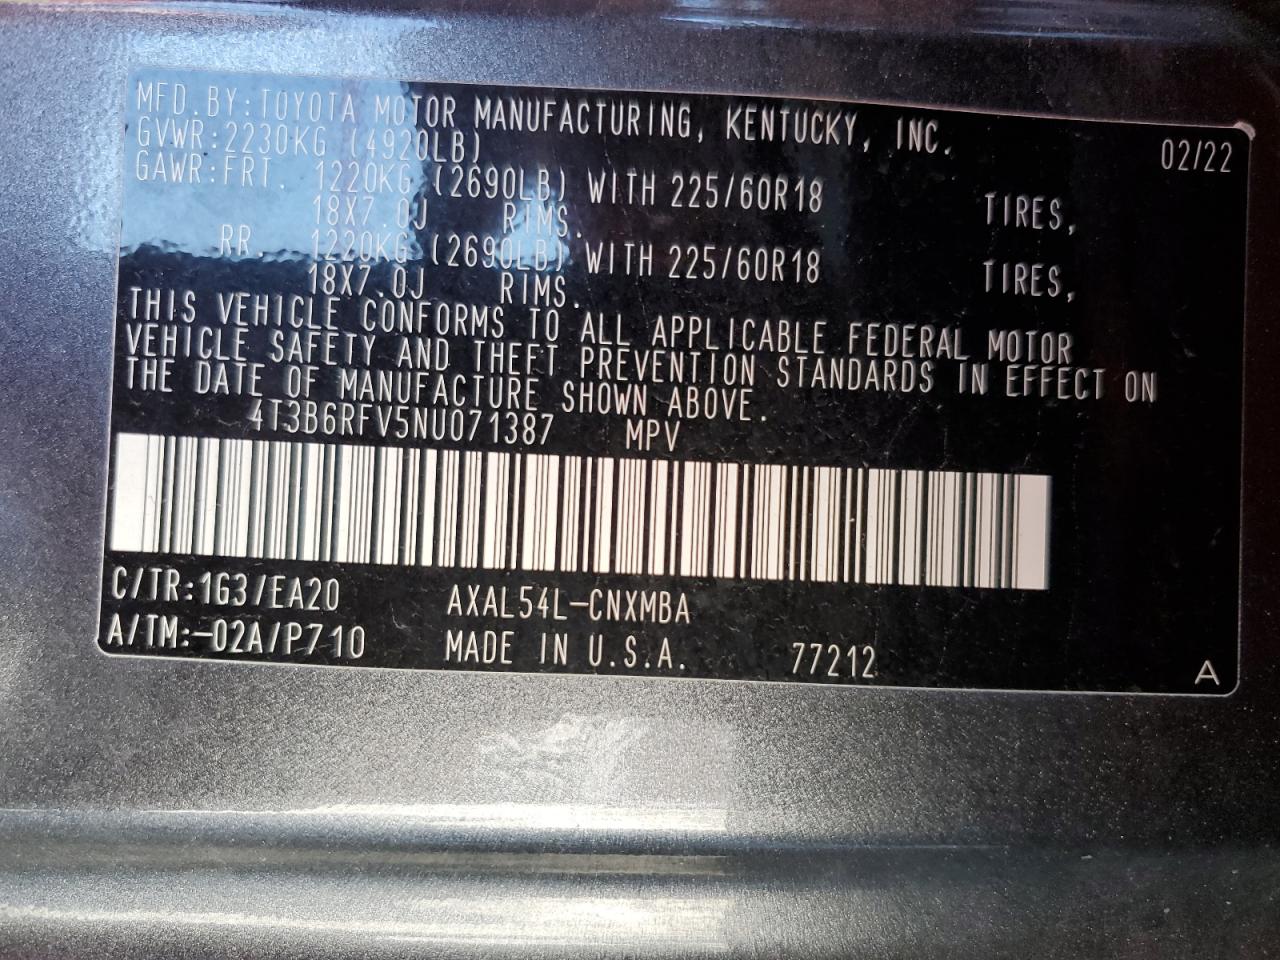 MFD.BY:TOYOTA MOTOR MANUFACTURING, KENTUCKY, INC. 02/22
GVWR:2230KG (4920LB)
GAWR:FRT. 1220KG (2690LB) WITH 225/60R18 TIRES,
18X7.0J RIMS.
RR. 1220KG (2690LB) WITH 225/60R18 TIRES,
18X7.0J RIMS.
THIS VEHICLE CONFORMS TO ALL APPLICABLE FEDERAL MOTOR
VEHICLE SAFETY AND THEFT PREVENTION STANDARDS IN EFFECT ON
THE DATE OF MANUFACTURE SHOWN ABOVE.
4T3B6RFV5NU071387 MPV
C/TR:1G3/EA20 AXAL54L-CNXMBA
A/TM:-02A/P710 MADE IN U.S.A. 77212 A